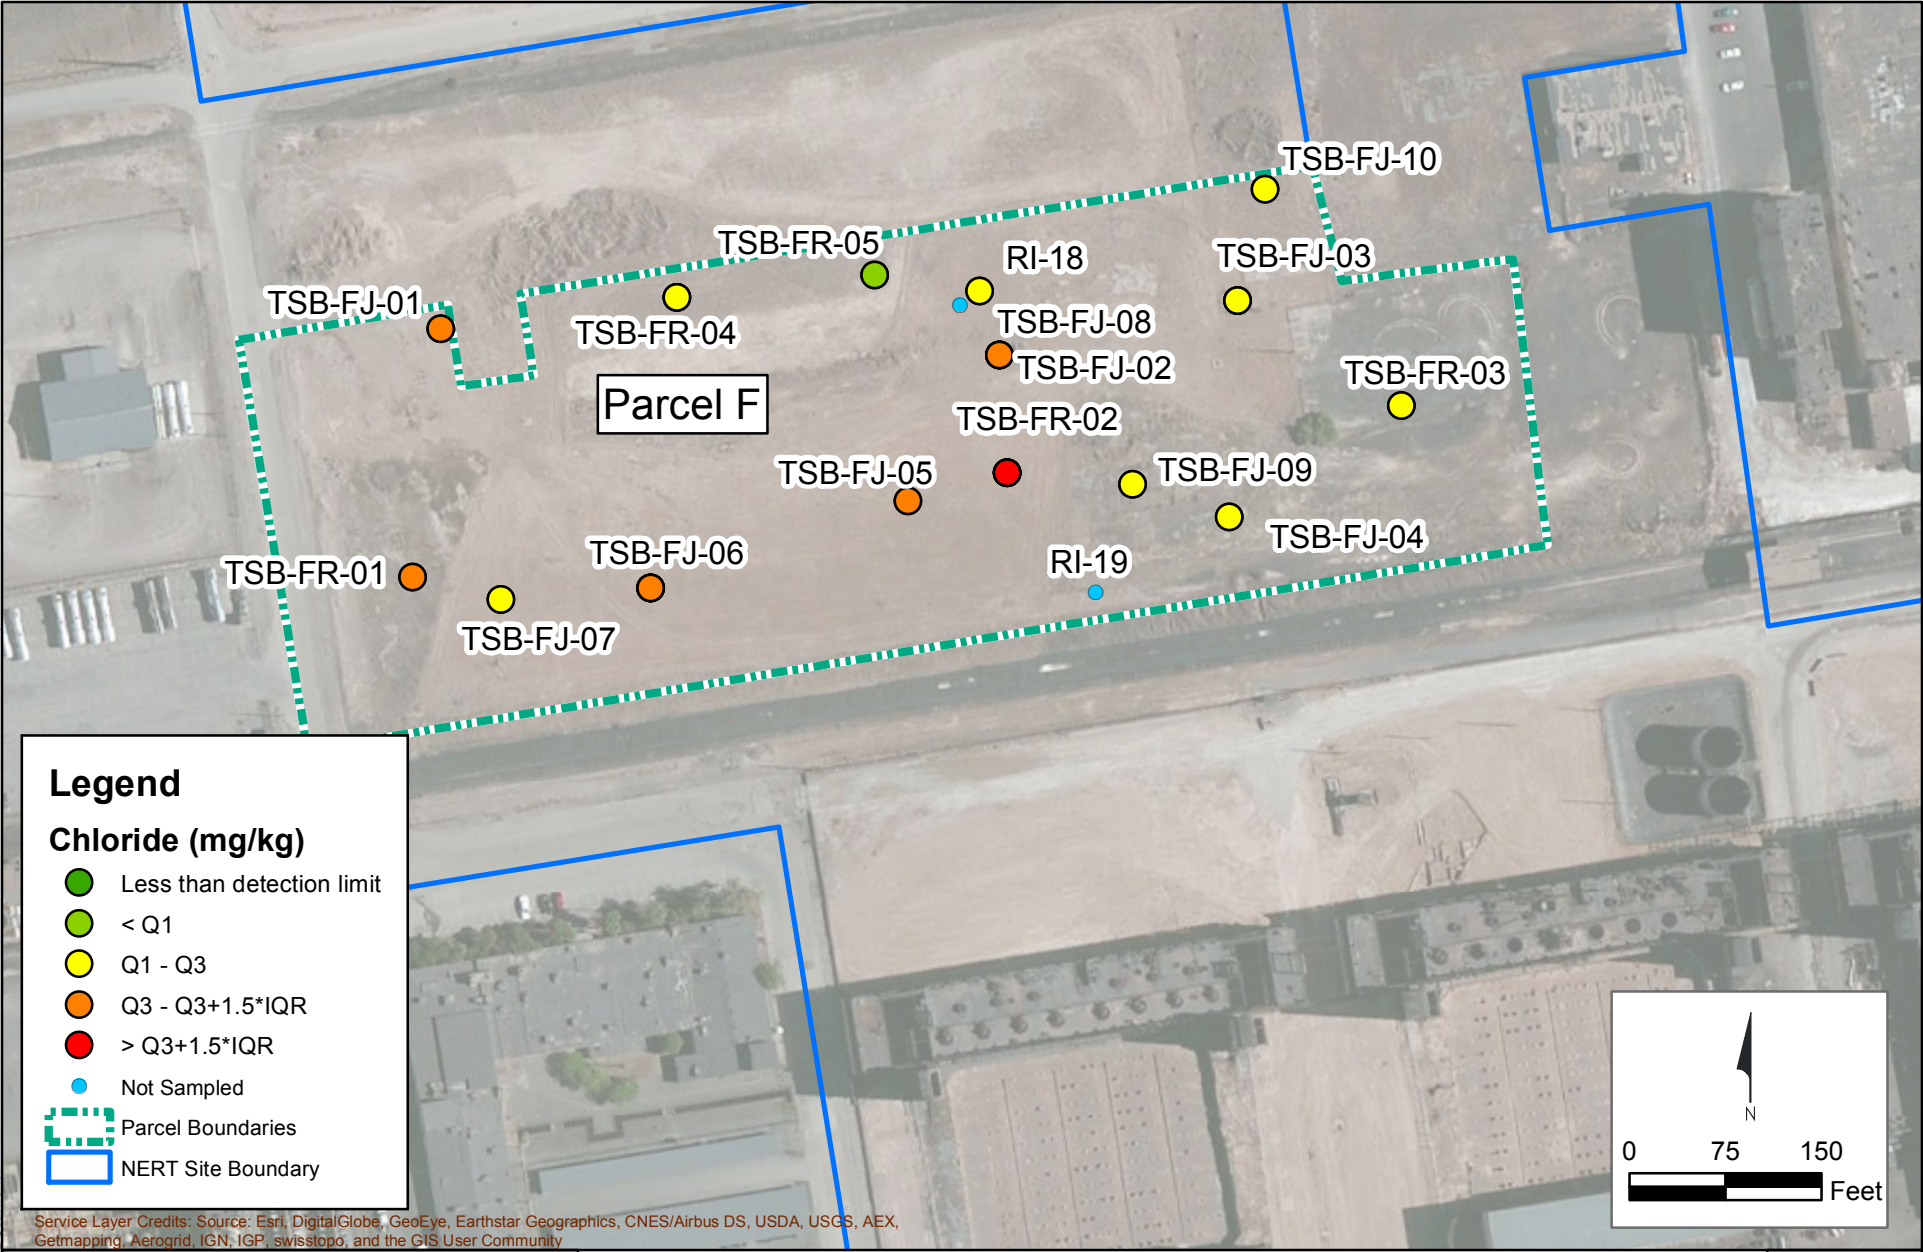 TSB-FJ-10
TSB-FR-05
RI-18
TSB-FJ-03
TSB-FJ-01
TSB-FR-04
TSB-FJ-08
TSB-FJ-02
TSB-FR-03
Parcel F
TSB-FR-02
TSB-FJ-05
TSB-FJ-09
TSB-FJ-04
TSB-FJ-06
RI-19
TSB-FR-01
TSB-FJ-07
Legend
Chloride (mg/kg)
Less than detection limit
< Q1
Q1 - Q3
Q3 - Q3+1.5*IQR
> Q3+1.5*IQR
Not Sampled
Parcel Boundaries
NERT Site Boundary
N
0 75 150
Feet
Service Layer Credits: Source: Esri, DigitalGlobe, GeoEye, Earthstar Geographics, CNES/Airbus DS, USDA, USGS, AEX,
Getmapping, Aerogrid, IGN, IGP, swisstopo, and the GIS User Community